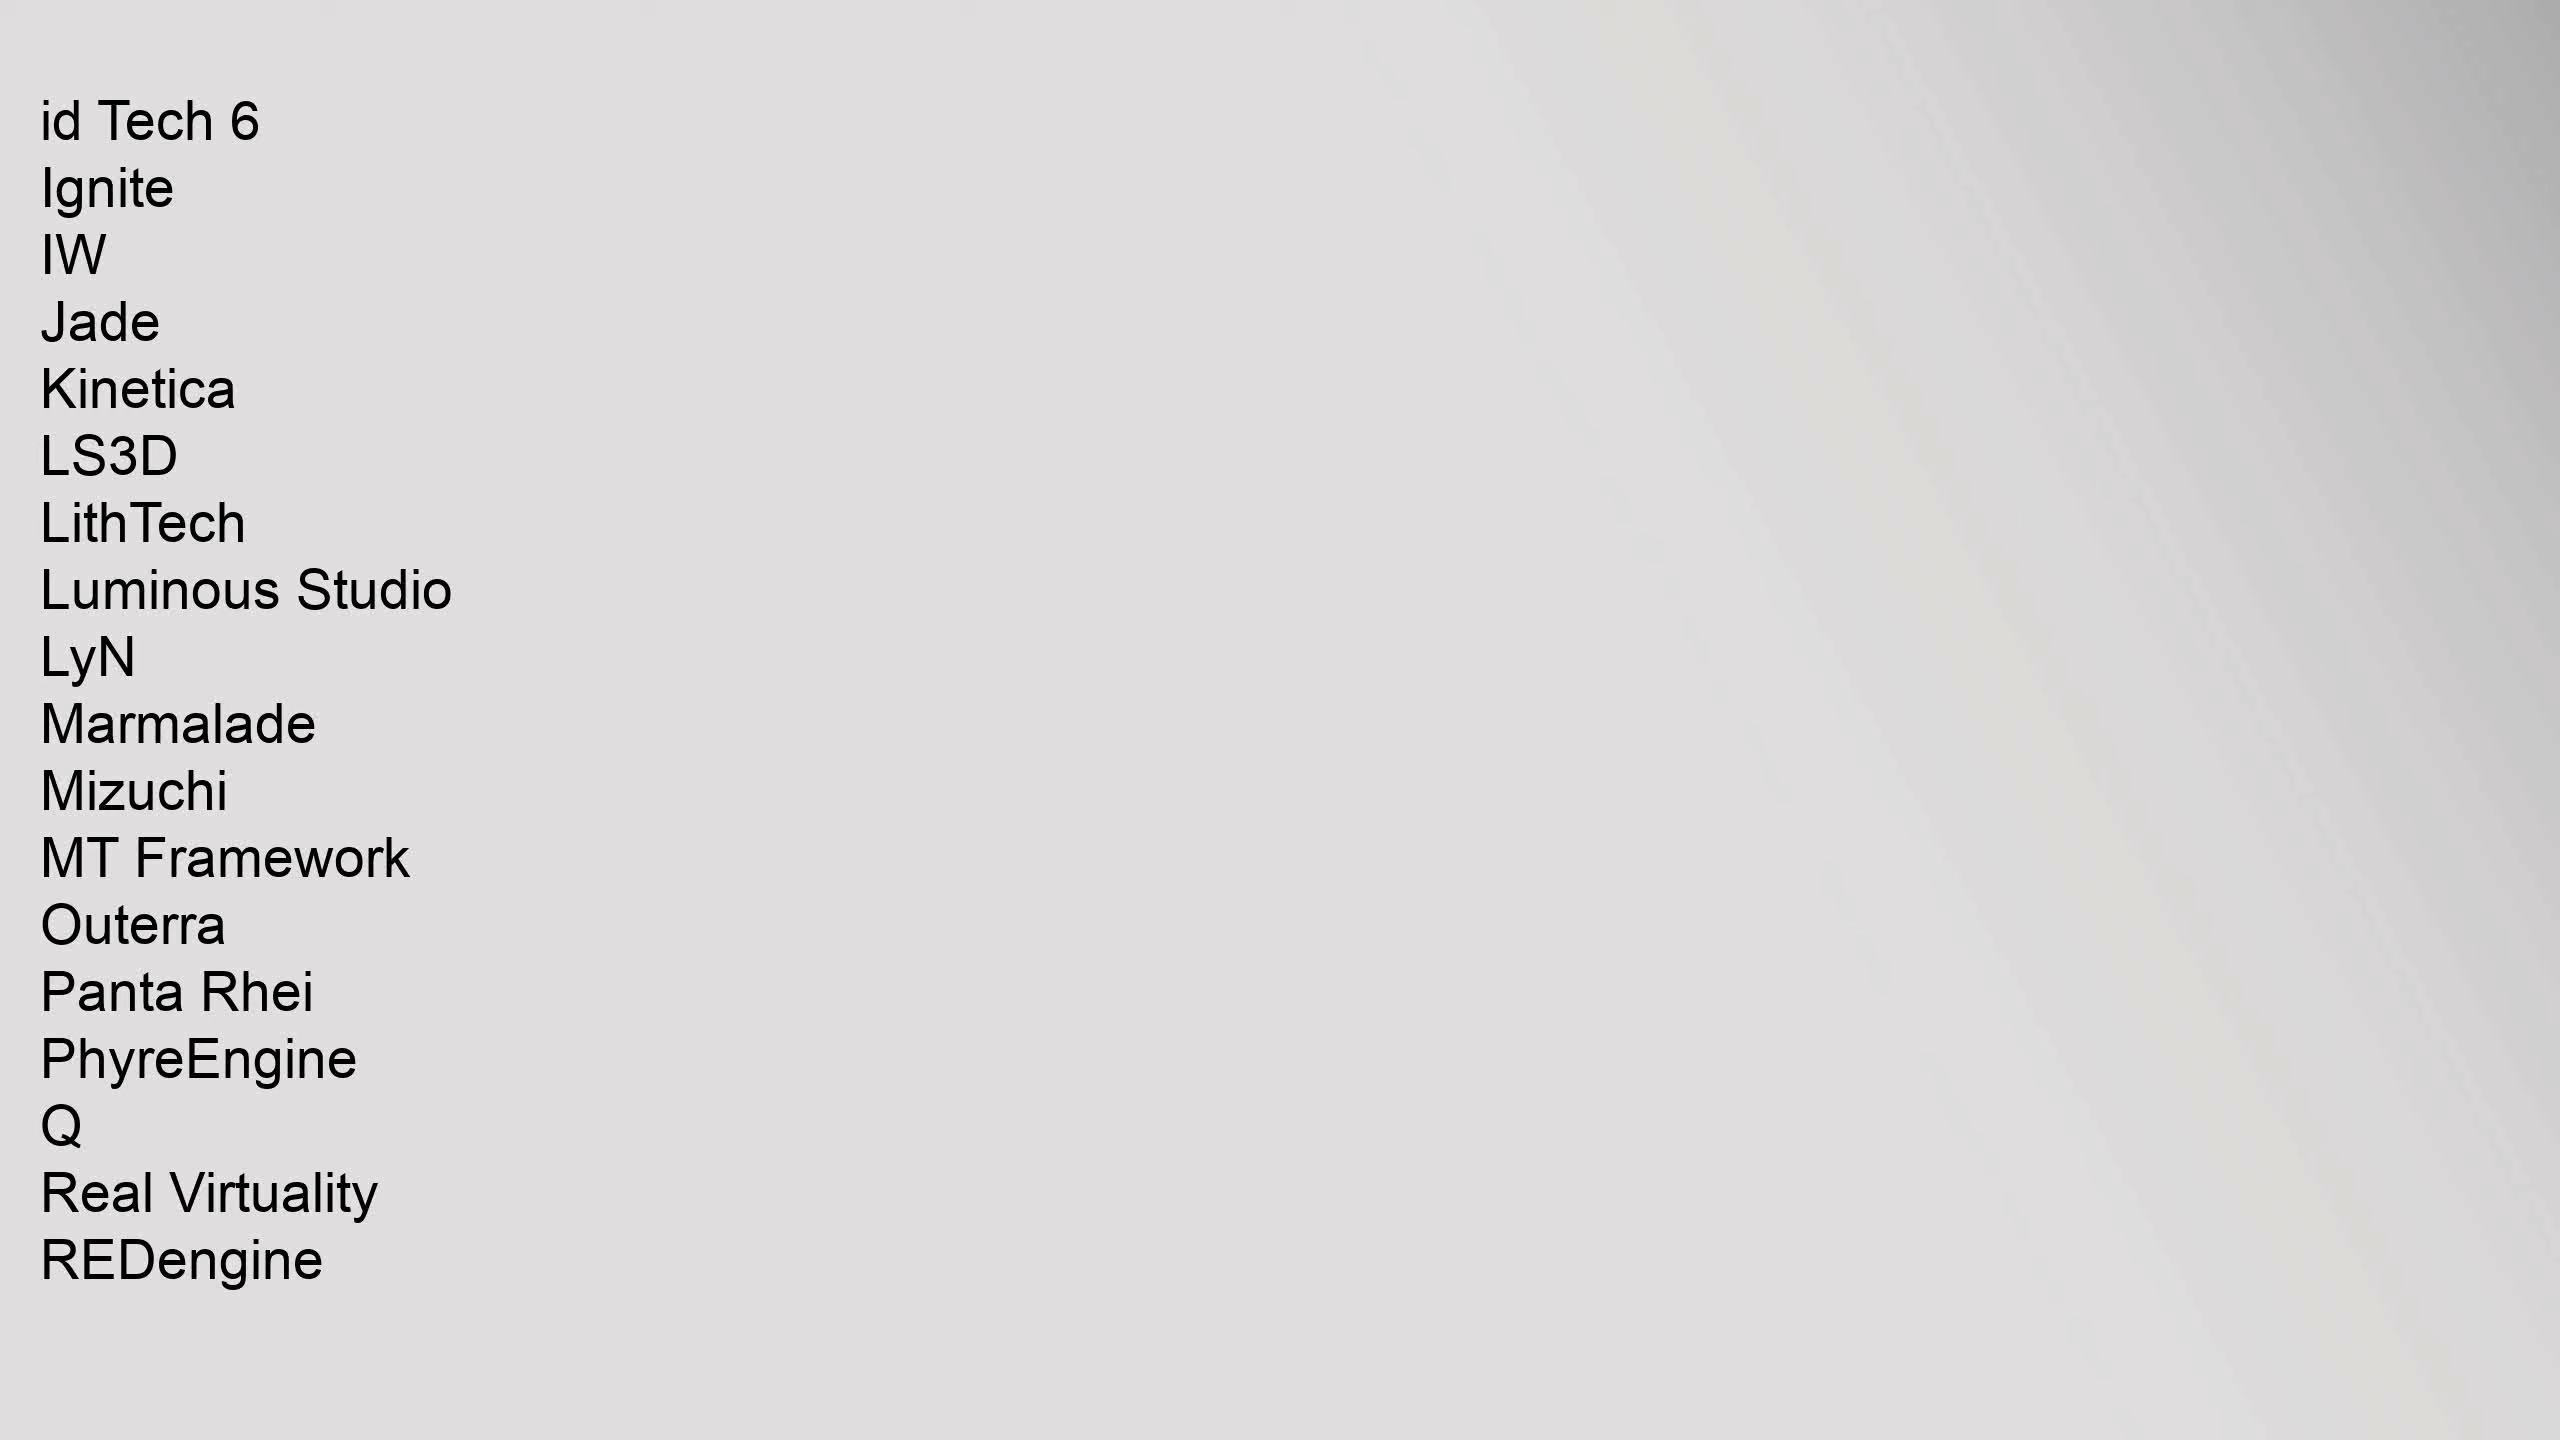 id Tech 6
Ignite
IW
Jade
Kinetica
LS3D
LithTech
Luminous Studio
LyN
Marmalade
Mizuchi
MT Framework
Outerra
Panta Rhei
PhyreEngine
Q
Real Virtuality
REDengine